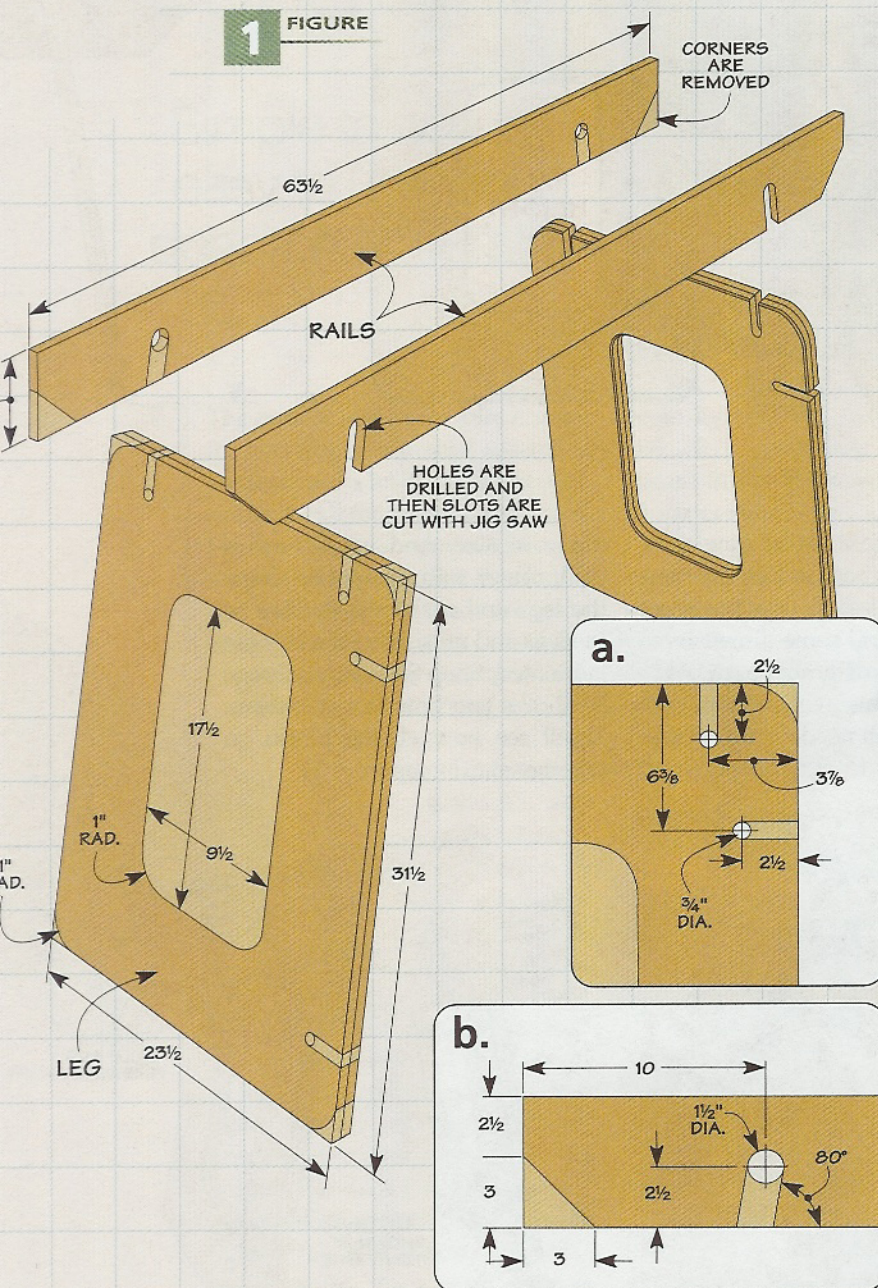 1 FIGURE
CORNERS
ARE
REMOVED
63½
RAILS
HOLES ARE
DRILLED AND
THEN SLOTS ARE
CUT WITH JIG SAW
17½
1"
RAD.
9½
31½
1"
AD.
LEG
23½
a.
2½
6⅜
3⅞
2½
¾"
DIA.
b.
10
2½
1½"
DIA.
80°
3
2½
3